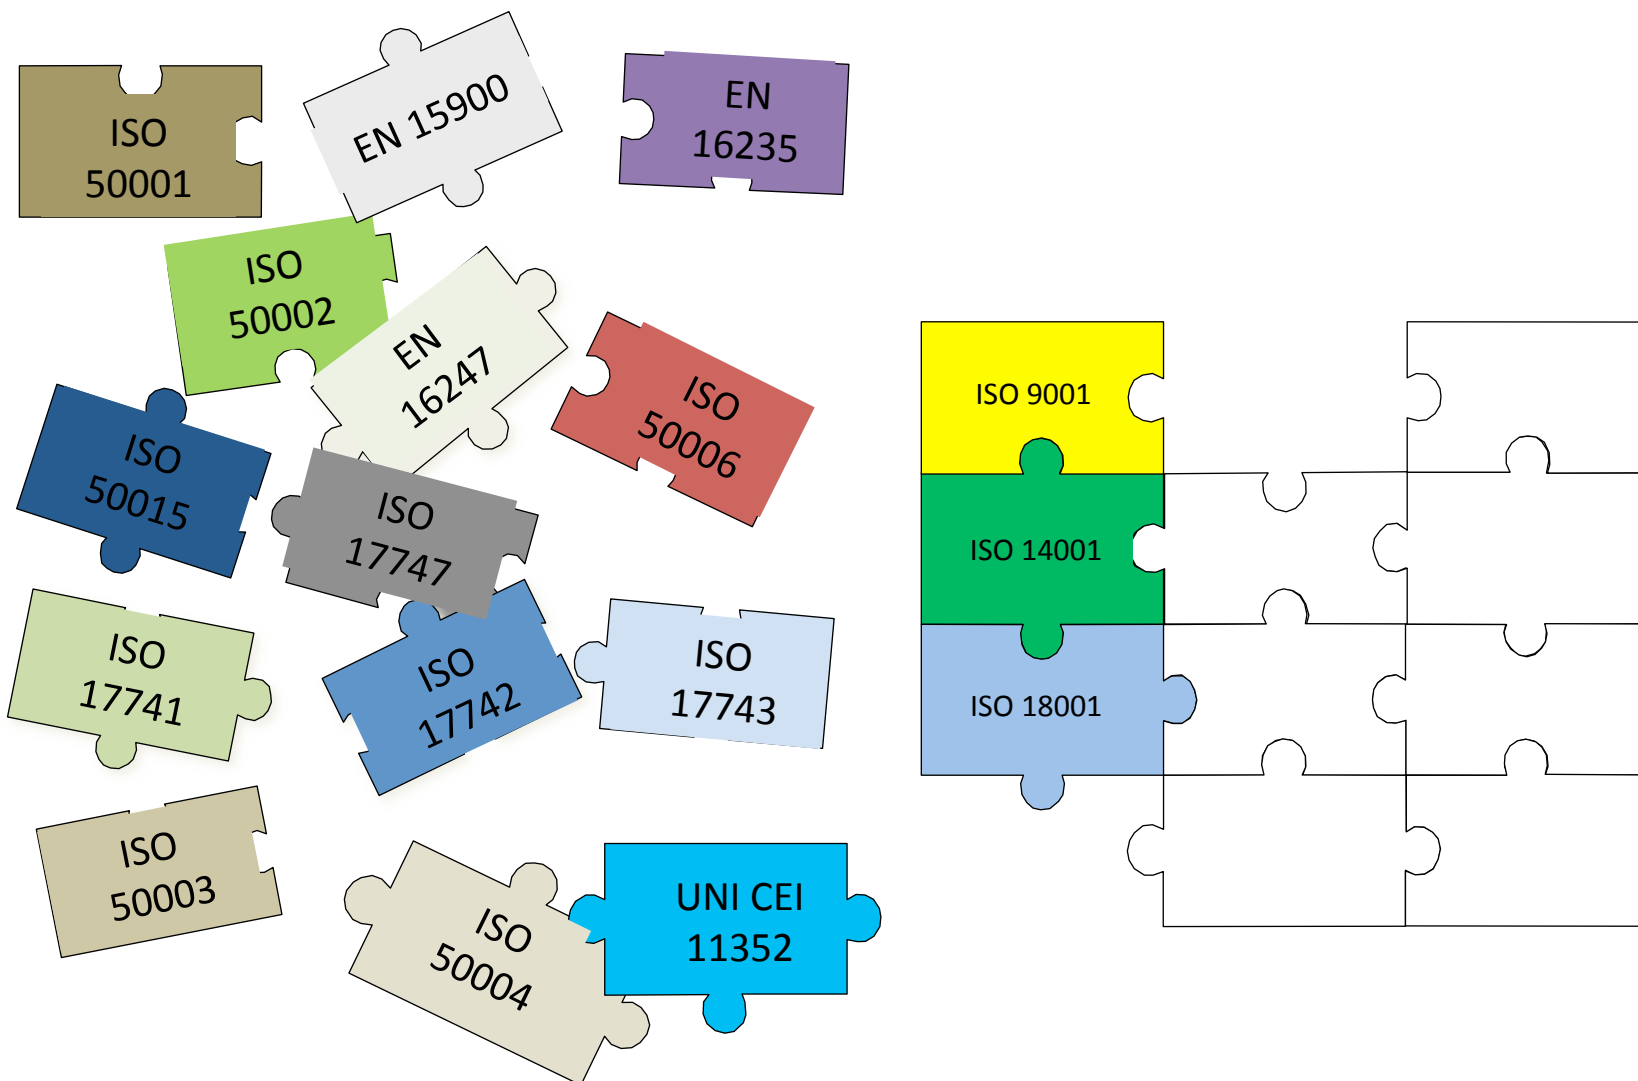 ISO
50001
EN 15900
EN
16235
ISO
50002
EN
16247
ISO
50006
ISO
50015
ISO
17747
ISO
17741
ISO
17742
ISO
17743
ISO
50003
ISO
50004
UNI CEI
11352
ISO 9001
ISO 14001
ISO 18001